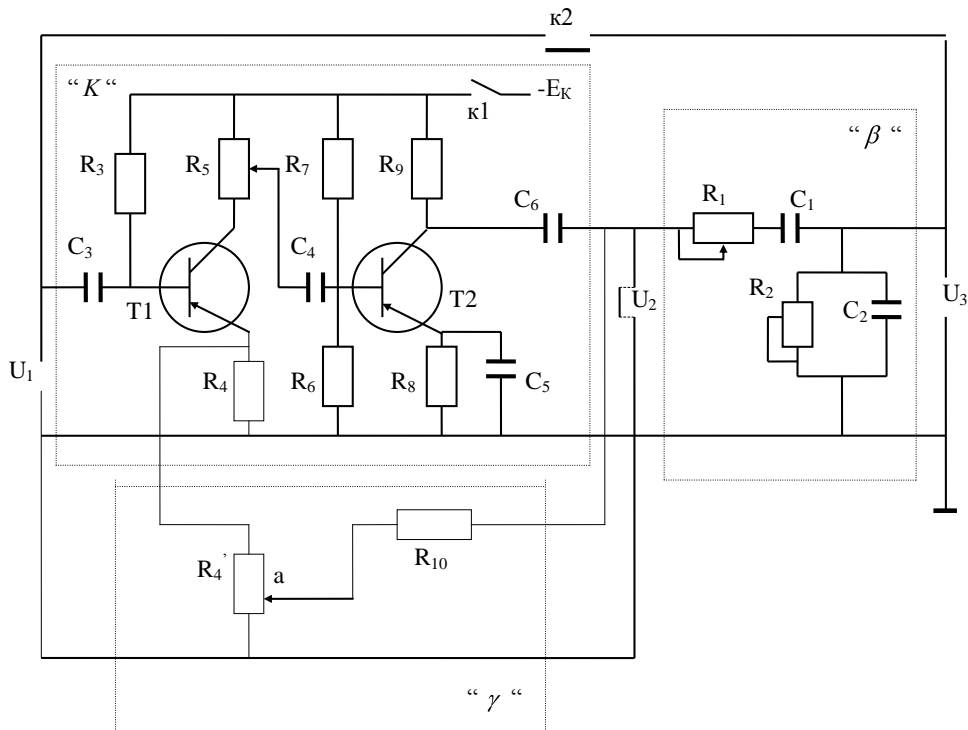 к2
“ K “
-EК
к1
“ β “
R3
R5
R7
R9
C6
R1
C1
C3
C4
T1
T2
U2
R2
C2
U3
U1
R4
R6
R8
C5
R10
R4’
a
“ γ “